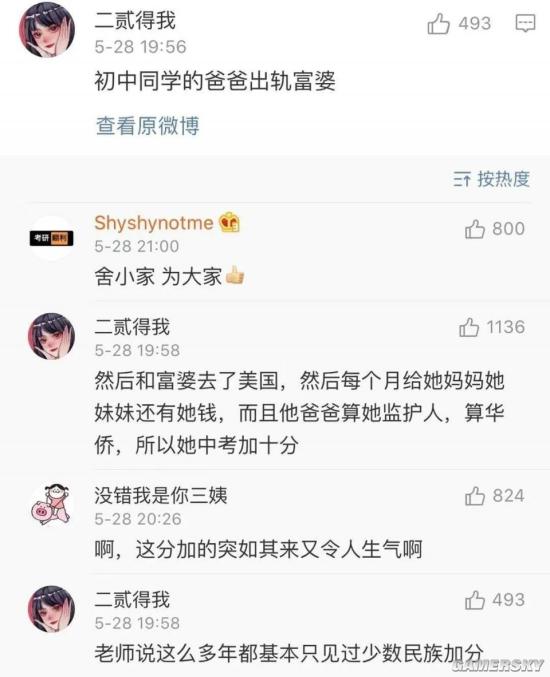 二贰得我
493
5-28 19:56
初中同学的爸爸出轨富婆
查看原微博
按热度
考研 顺利
Shyshynotme
800
5-28 21:00
舍小家 为大家👍
二贰得我
1136
5-28 19:58
然后和富婆去了美国，然后每个月给她妈妈她
妹妹还有她钱，而且他爸爸算她监护人，算华
侨，所以她中考加十分
没错我是你三姨
824
5-28 20:26
啊，这分加的突如其来又令人生气啊
二贰得我
493
5-28 19:58
老师说这么多年都基本只见过少数民族加分
GAMERSKY